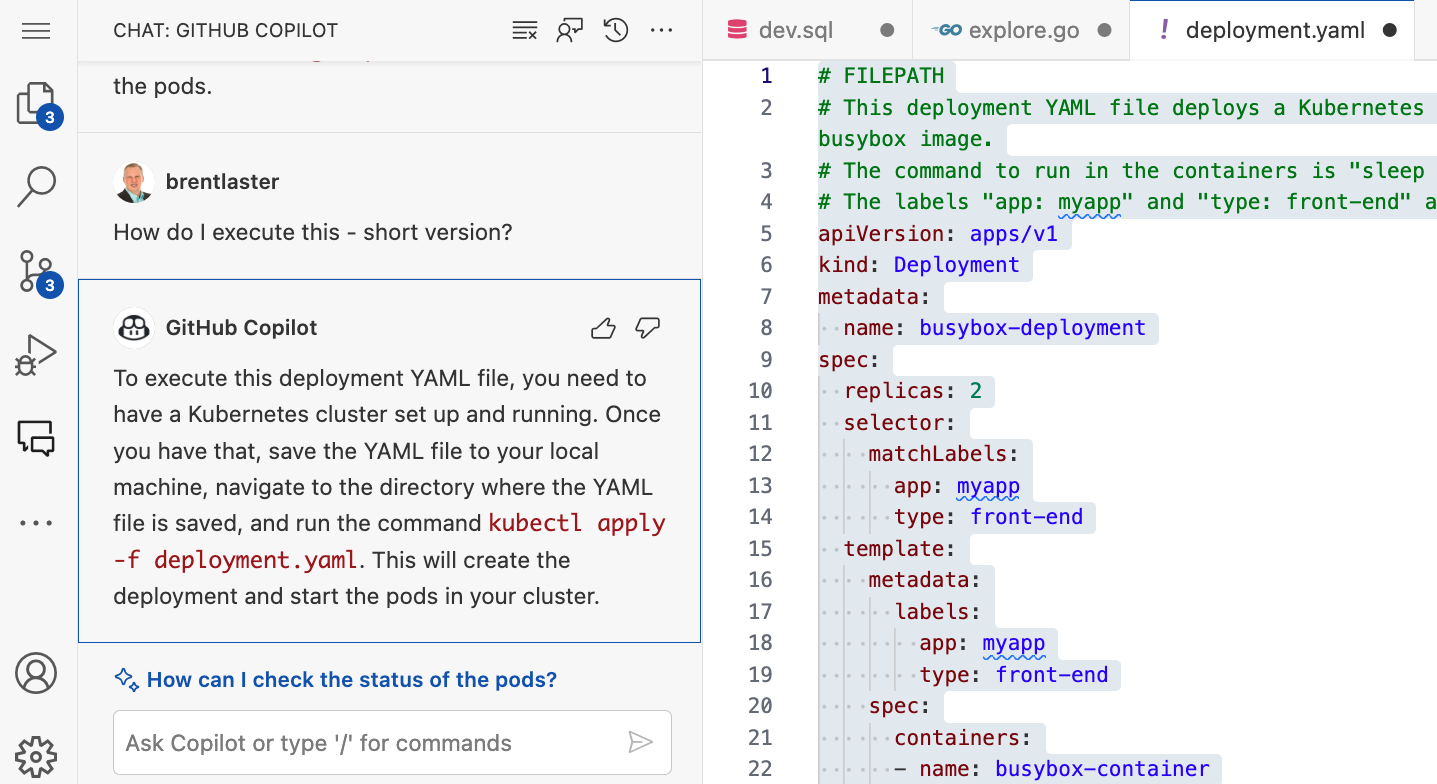 CHAT: GITHUB COPILOT
the pods.
brentlaster
How do I execute this - short version?
GitHub Copilot
To execute this deployment YAML file, you need to
have a Kubernetes cluster set up and running. Once
you have that, save the YAML file to your local
machine, navigate to the directory where the YAML
file is saved, and run the command kubectl apply
-f deployment.yaml. This will create the
deployment and start the pods in your cluster.
How can I check the status of the pods?
Ask Copilot or type '/' for commands
3
3
dev.sql
GO explore.go
! deployment.yaml
1 # FILEPATH
2 # This deployment YAML file deploys a Kubernetes
busybox image.
3 # The command to run in the containers is "sleep
4 # The labels "app: myapp" and "type: front-end" a
5 apiVersion: apps/v1
6 kind: Deployment
7 metadata:
8 name: busybox-deployment
9 spec:
10 replicas: 2
11 selector:
12 matchLabels:
13 app: myapp
14 type: front-end
15 template:
16 metadata:
17 labels:
18 app: myapp
19 type: front-end
20 spec:
21 containers:
22 - name: busybox-container